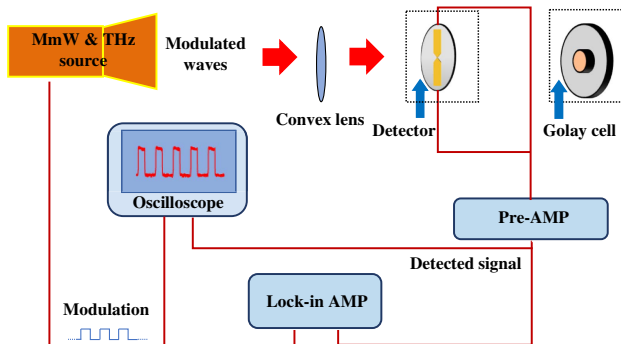 MmW & THz
source
Modulated
waves
Convex lens
Detector
Golay cell
Oscilloscope
Pre-AMP
Detected signal
Lock-in AMP
Modulation